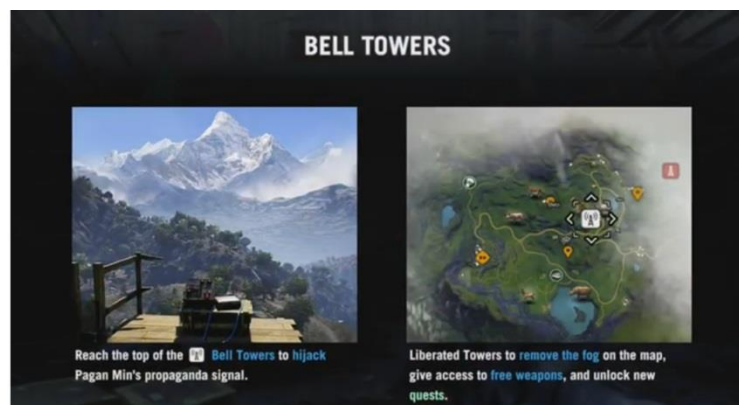 BELL TOWERS
Reach the top of the Bell Towers to hijack
Pagan Min's propaganda signal.
Liberated Towers to remove the fog on the map,
give access to free weapons, and unlock new
quests.